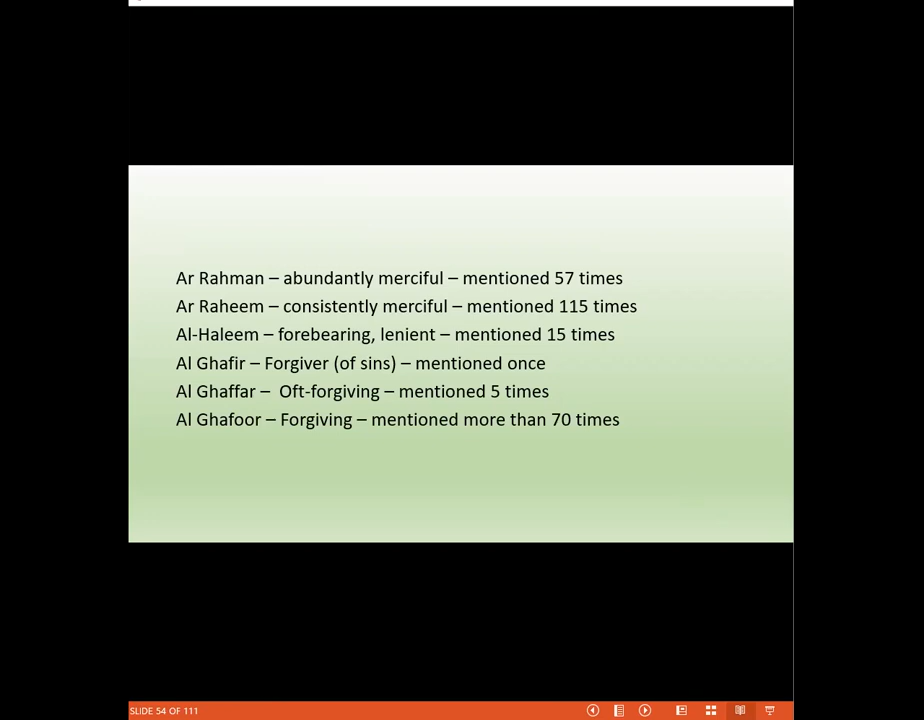 Ar Rahman – abundantly merciful – mentioned 57 times
Ar Raheem – consistently merciful – mentioned 115 times
Al-Haleem – forebearing, lenient – mentioned 15 times
Al Ghafir – Forgiver (of sins) – mentioned once
Al Ghaffar –  Oft-forgiving – mentioned 5 times
Al Ghafoor – Forgiving – mentioned more than 70 times
SLIDE 54 OF 111